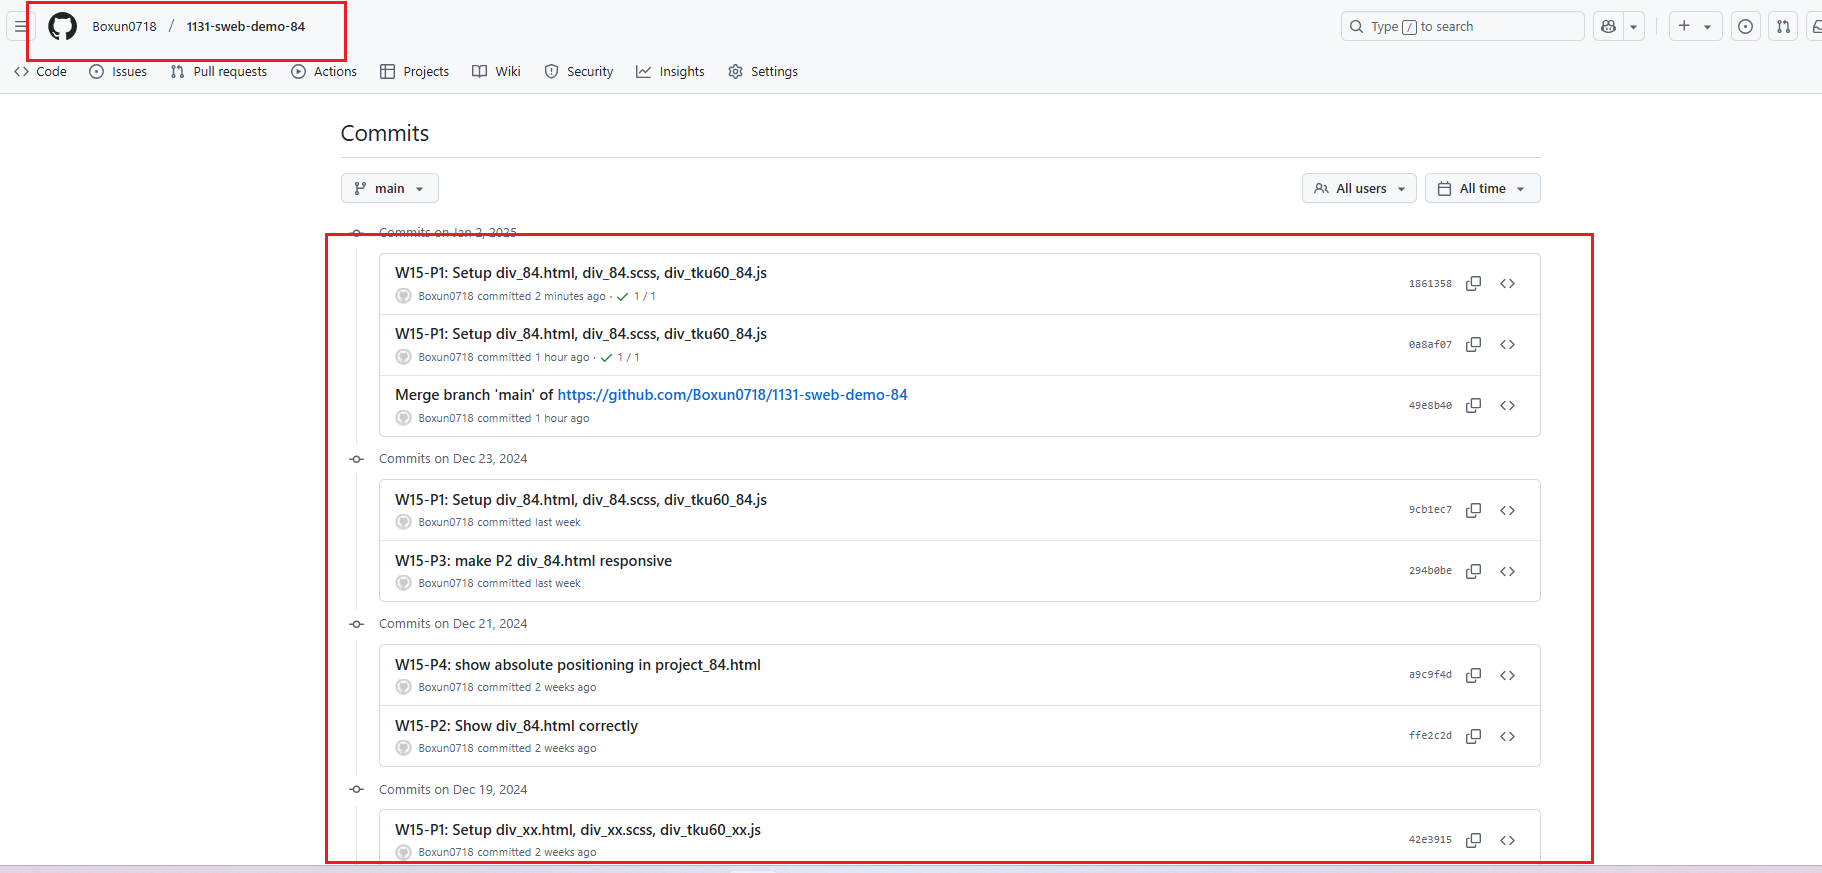 Boxun0718 / 1131-sweb-demo-84
Type / to search
Code Issues Pull requests Actions Projects Wiki Security Insights Settings
Commits
main All users All time
Commits on Jan 2, 2025
W15-P1: Setup div_84.html, div_84.scss, div_tku60_84.js
1861358
Boxun0718 committed 2 minutes ago · 1 / 1
W15-P1: Setup div_84.html, div_84.scss, div_tku60_84.js
0a8af07
Boxun0718 committed 1 hour ago · 1 / 1
Merge branch 'main' of https://github.com/Boxun0718/1131-sweb-demo-84
49e8b40
Boxun0718 committed 1 hour ago
Commits on Dec 23, 2024
W15-P1: Setup div_84.html, div_84.scss, div_tku60_84.js
9cb1ec7
Boxun0718 committed last week
W15-P3: make P2 div_84.html responsive
294b0be
Boxun0718 committed last week
Commits on Dec 21, 2024
W15-P4: show absolute positioning in project_84.html
a9c9f4d
Boxun0718 committed 2 weeks ago
W15-P2: Show div_84.html correctly
ffe2c2d
Boxun0718 committed 2 weeks ago
Commits on Dec 19, 2024
W15-P1: Setup div_xx.html, div_xx.scss, div_tku60_xx.js
42e3915
Boxun0718 committed 2 weeks ago